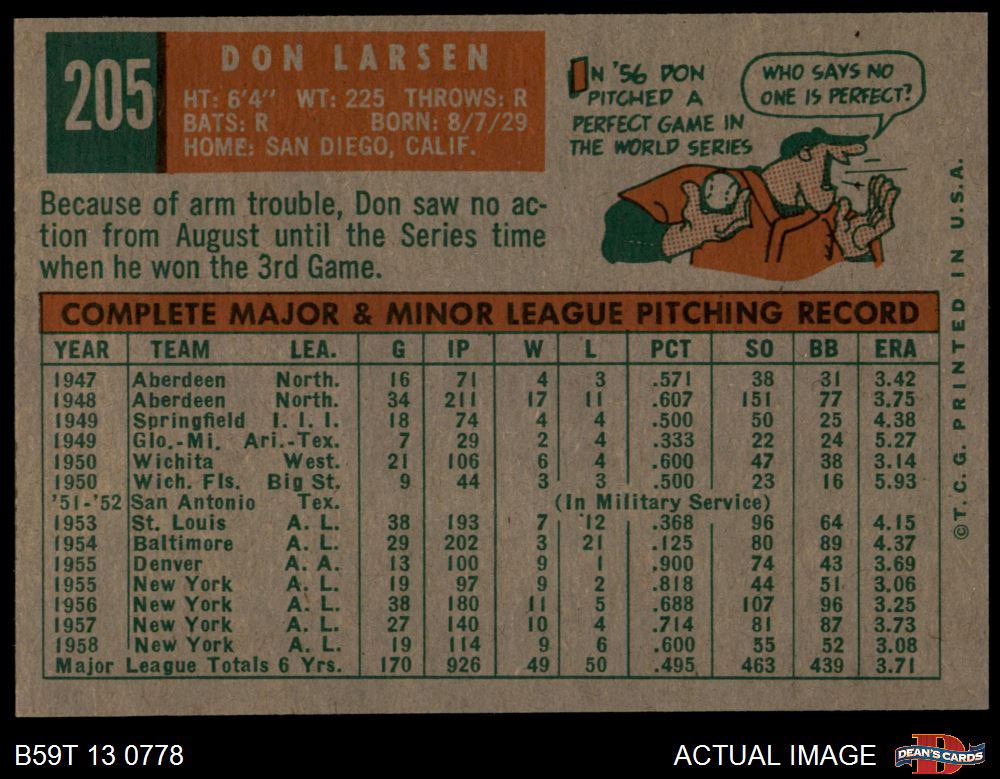 205
DON LARSEN
HT: 6'4" WT: 225 THROWS: R
BATS: R BORN: 8/7/29
HOME: SAN DIEGO, CALIF.
IN '56 DON
PITCHED A
PERFECT GAME IN
THE WORLD SERIES
WHO SAYS NO
ONE IS PERFECT?
Because of arm trouble, Don saw no ac-
tion from August until the Series time
when he won the 3rd Game.
COMPLETE MAJOR & MINOR LEAGUE PITCHING RECORD
YEAR TEAM LEA. G IP W L PCT SO BB ERA
1947 Aberdeen North. 16 71 4 3 .571 38 31 3.42
1948 Aberdeen North. 34 211 17 11 .607 151 77 3.75
1949 Springfield I. I. I. 18 74 4 4 .500 50 25 4.38
1949 Glo.-Mi. Ari.-Tex. 7 29 2 4 .333 22 24 5.27
1950 Wichita West. 21 106 6 4 .600 47 38 3.14
1950 Wich. Fls. Big St. 9 44 3 3 .500 23 16 5.93
'51-'52 San Antonio Tex. (In Military Service)
1953 St. Louis A. L. 38 193 7 12 .368 96 64 4.15
1954 Baltimore A. L. 29 202 3 21 .125 80 89 4.37
1955 Denver A. A. 13 100 9 1 .900 74 43 3.69
1955 New York A. L. 19 97 9 2 .818 44 51 3.06
1956 New York A. L. 38 180 11 5 .688 107 96 3.25
1957 New York A. L. 27 140 10 4 .714 81 87 3.73
1958 New York A. L. 19 114 9 6 .600 55 52 3.08
Major League Totals 6 Yrs. 170 926 49 50 .495 463 439 3.71
©T. C. G. PRINTED IN U.S.A.
B59T 13 0778
ACTUAL IMAGE
DEAN'S CARDS